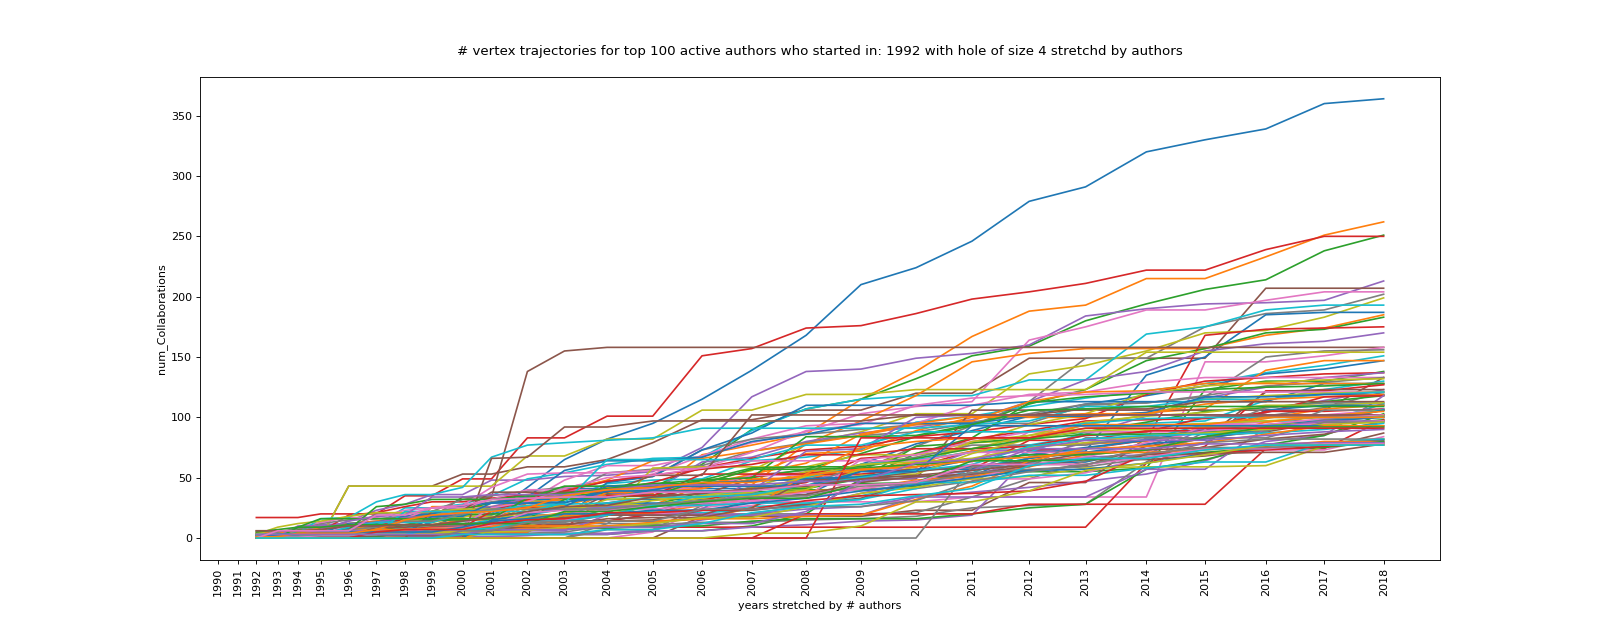 # vertex trajectories for top 100 active authors who started in: 1992 with hole of size 4 stretchd by authors
350
300
250
200
150
100
50
0
num_Collaborations
1990 1991 1992 1993 1994 1995 1996 1997 1998 1999 2000 2001 2002 2003 2004 2005 2006 2007 2008 2009 2010 2011 2012 2013 2014 2015 2016 2017 2018
years stretched by # authors